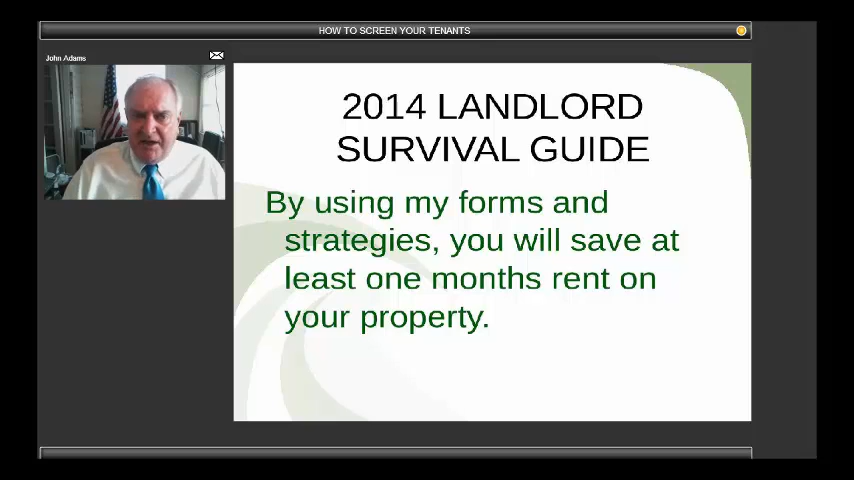 HOW TO SCREEN YOUR TENANTS
John Adams
2014 LANDLORD
SURVIVAL GUIDE
By using my forms and
strategies, you will save at
least one months rent on
your property.